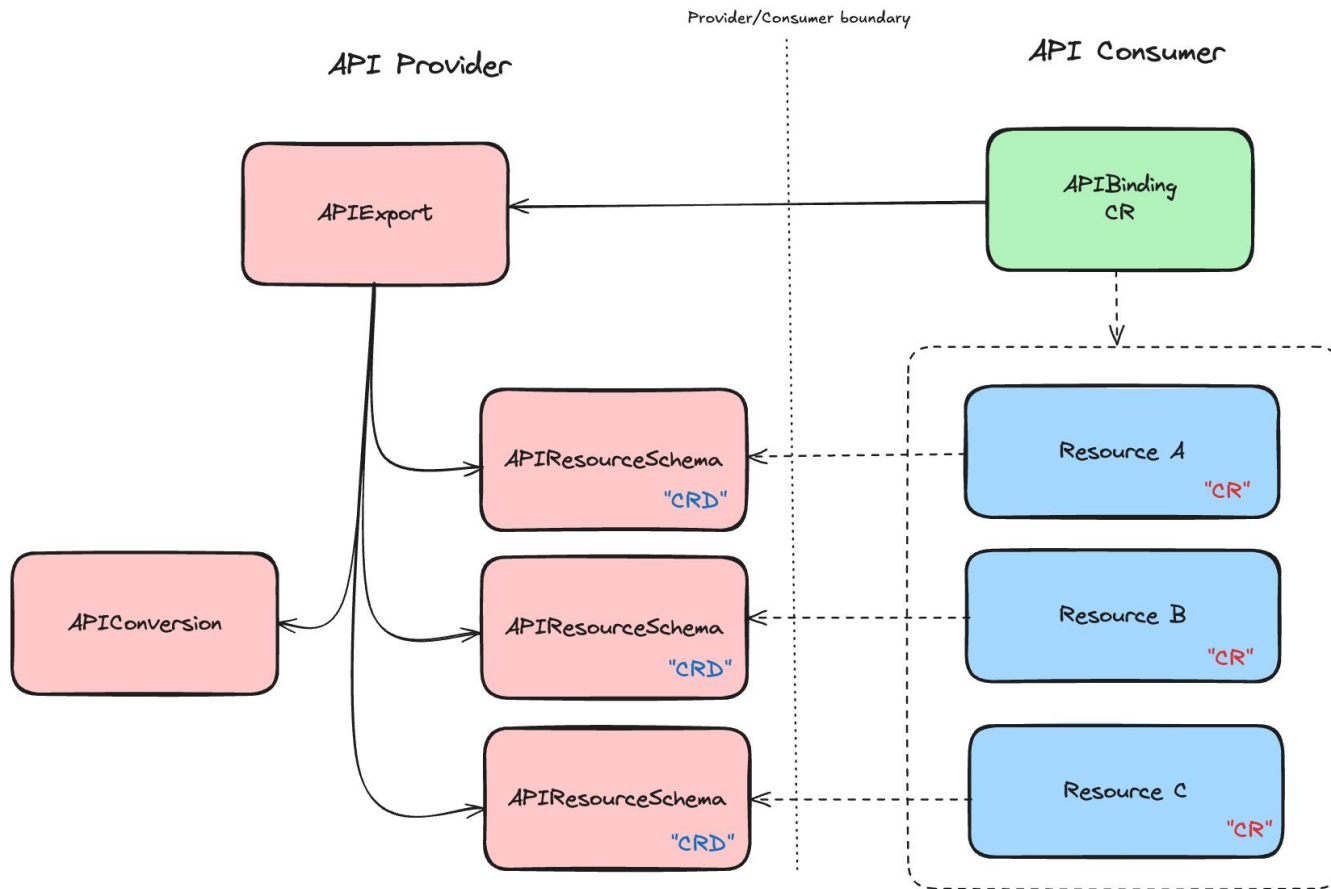 Provider/Consumer boundary
API Provider
API Consumer
APIExport
APIBinding
CR
APIResourceSchema
"CRD"
Resource A
"CR"
APIConversion
APIResourceSchema
"CRD"
Resource B
"CR"
APIResourceSchema
"CRD"
Resource C
"CR"